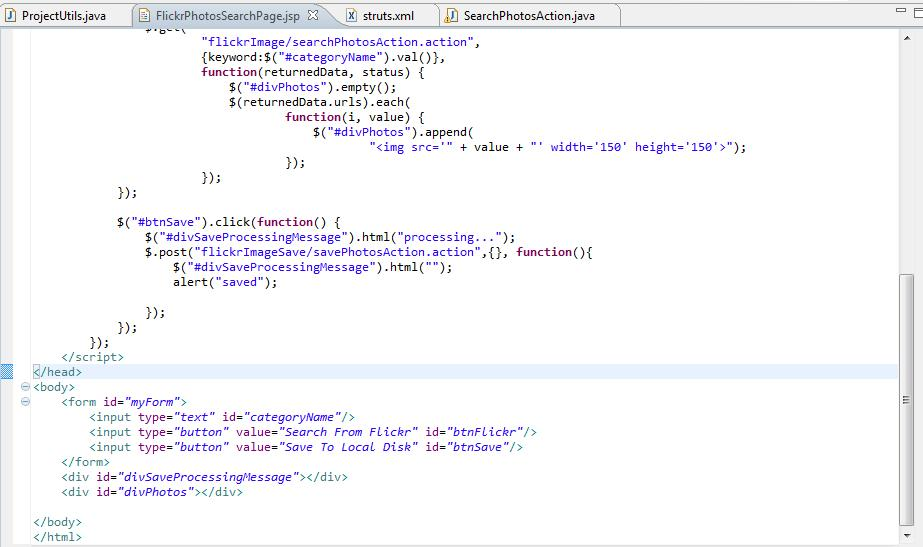 ProjectUtils.java FlickrPhotosSearchPage.jsp struts.xml SearchPhotosAction.java
$.get(
"flickrImage/searchPhotosAction.action",
{keyword:$("#categoryName").val()},
function(returnedData, status) {
$("#divPhotos").empty();
$(returnedData.urls).each(
function(i, value) {
$("#divPhotos").append(
"<img src='" + value + "' width='150' height='150'>");
});
});
});
$("#btnSave").click(function() {
$("#divSaveProcessingMessage").html("processing...");
$.post("flickrImageSave/savePhotosAction.action",{}, function(){
$("#divSaveProcessingMessage").html("");
alert("saved");
});
});
});
</script>
</head>
<body>
<form id="myForm">
<input type="text" id="categoryName"/>
<input type="button" value="Search From Flickr" id="btnFlickr"/>
<input type="button" value="Save To Local Disk" id="btnSave"/>
</form>
<div id="divSaveProcessingMessage"></div>
<div id="divPhotos"></div>
</body>
</html>